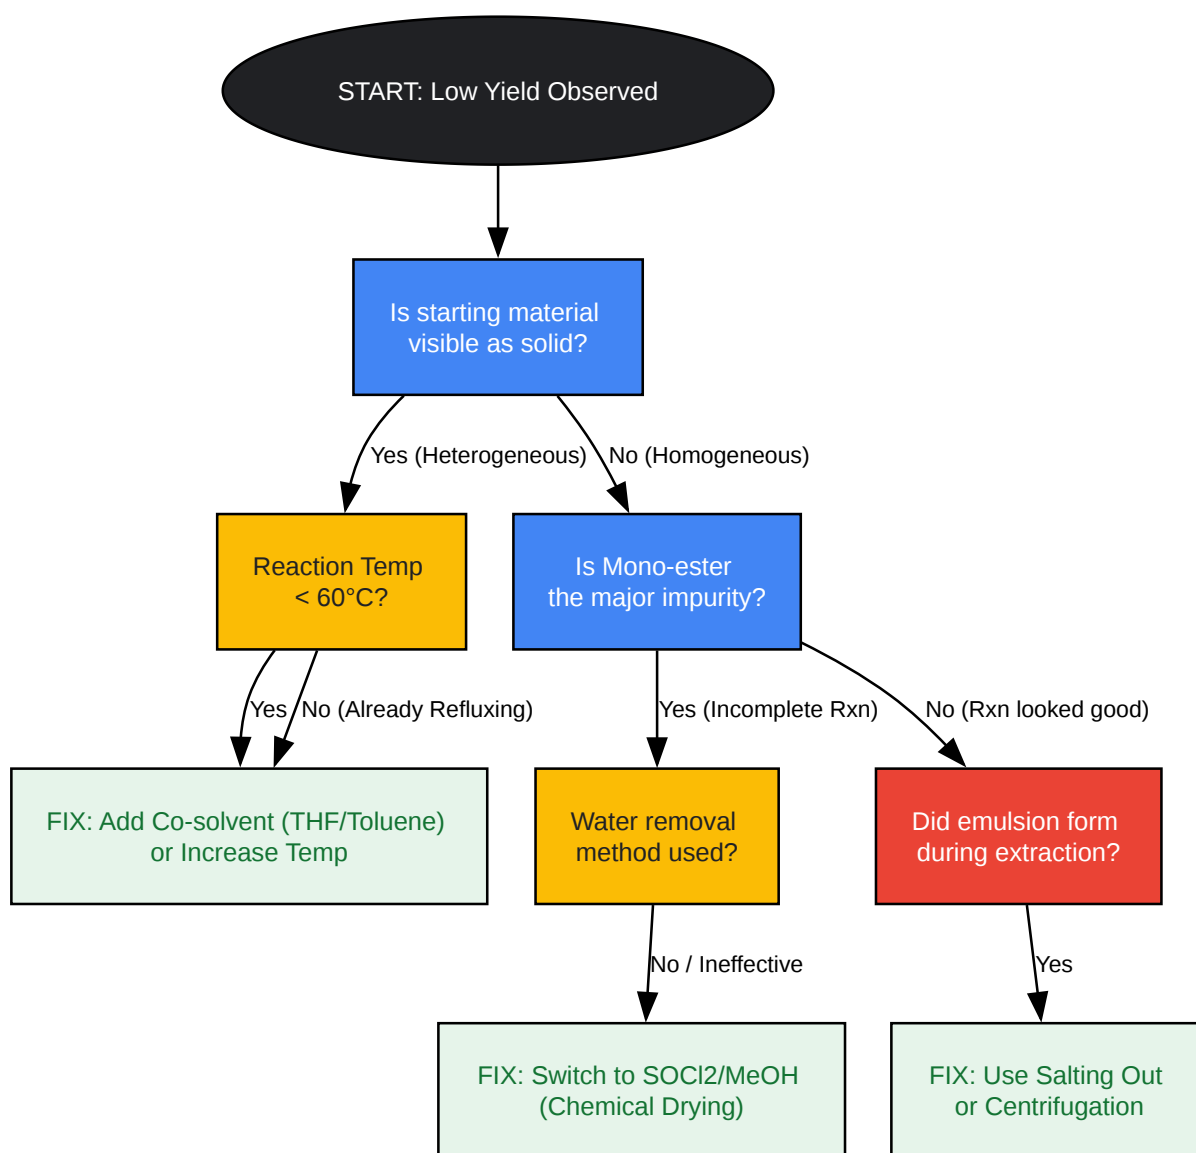 START: Low Yield Observed
Is starting material
visible as solid?
Yes (Heterogeneous)
No (Homogeneous)
Reaction Temp
< 60°C?
Is Mono-ester
the major impurity?
Yes
No (Already Refluxing)
Yes (Incomplete Rxn)
No (Rxn looked good)
FIX: Add Co-solvent (THF/Toluene)
or Increase Temp
Water removal
method used?
Did emulsion form
during extraction?
No / Ineffective
Yes
FIX: Switch to SOCl2/MeOH
(Chemical Drying)
FIX: Use Salting Out
or Centrifugation